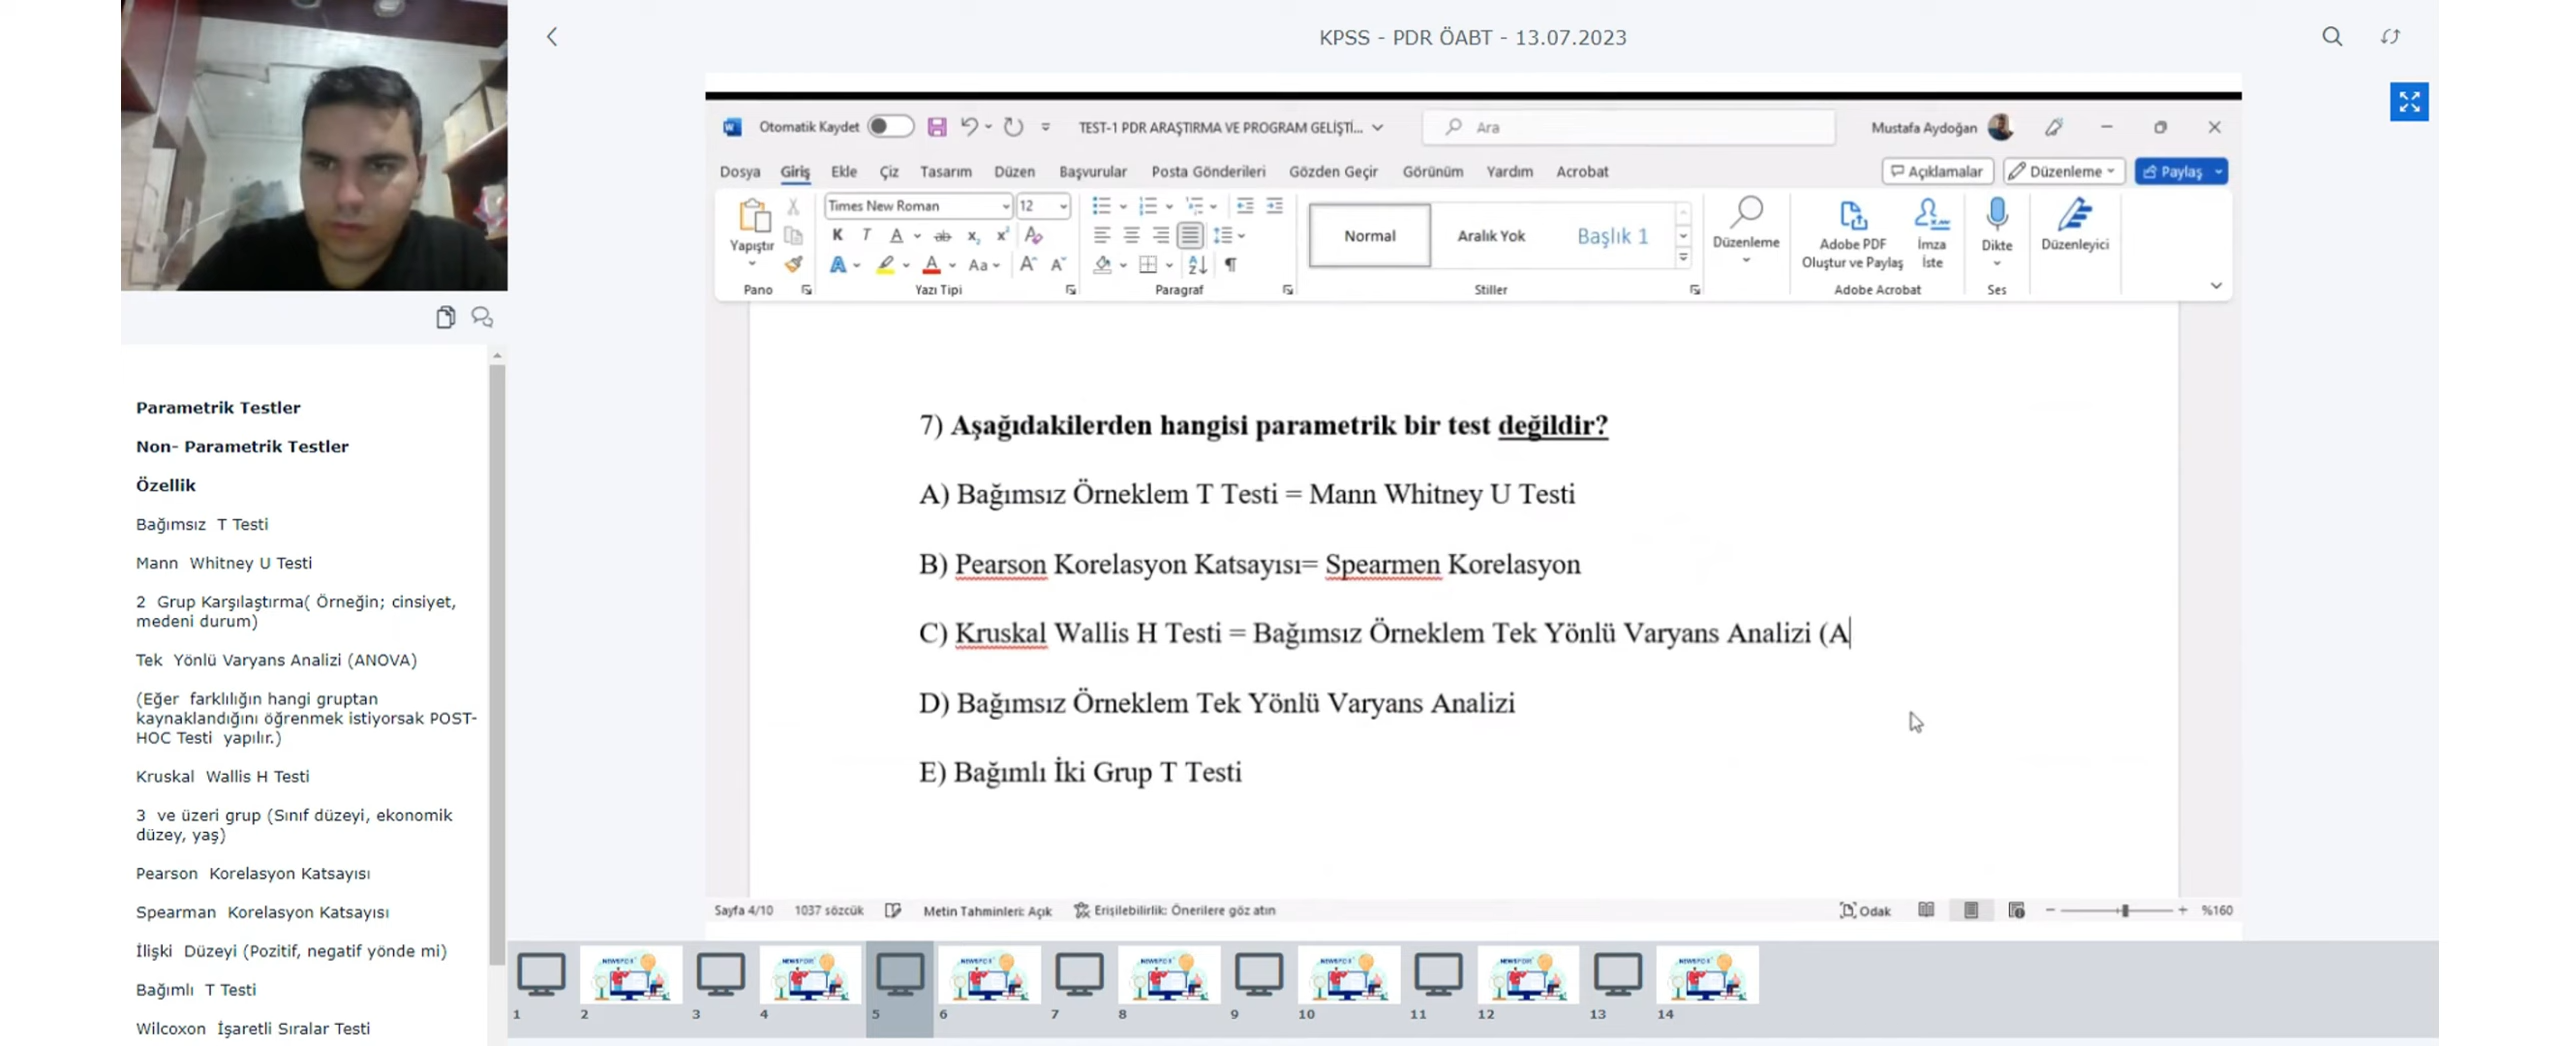 KPSS - PDR ÖABT - 13.07.2023
Otomatik Kaydet
TEST-1 PDR ARAŞTIRMA VE PROGRAM GELİŞTİ...
Ara
Mustafa Aydoğan
Dosya Giriş Ekle Çiz Tasarım Düzen Başvurular Posta Gönderileri Gözden Geçir Görünüm Yardım Acrobat
Açıklamalar Düzenleme Paylaş
Yapıştır
Times New Roman 12
K T A ab x₂ x²
A A Aa A A
Normal Aralık Yok Başlık 1
Düzenleme
Adobe PDF
Oluştur ve Paylaş
İmza
İste
Dikte
Düzenleyici
Pano Yazı Tipi Paragraf Stiller Adobe Acrobat Ses
7) Aşağıdakilerden hangisi parametrik bir test değildir?
A) Bağımsız Örneklem T Testi = Mann Whitney U Testi
B) Pearson Korelasyon Katsayısı= Spearmen Korelasyon
C) Kruskal Wallis H Testi = Bağımsız Örneklem Tek Yönlü Varyans Analizi (A
D) Bağımsız Örneklem Tek Yönlü Varyans Analizi
E) Bağımlı İki Grup T Testi
Sayfa 4/10 1037 sözcük Metin Tahminleri: Açık Erişilebilirlik: Önerilere göz atın Odak %160
Parametrik Testler
Non- Parametrik Testler
Özellik
Bağımsız T Testi
Mann Whitney U Testi
2 Grup Karşılaştırma( Örneğin; cinsiyet,
medeni durum)
Tek Yönlü Varyans Analizi (ANOVA)
(Eğer farklılığın hangi gruptan
kaynaklandığını öğrenmek istiyorsak POST-
HOC Testi yapılır.)
Kruskal Wallis H Testi
3 ve üzeri grup (Sınıf düzeyi, ekonomik
düzey, yaş)
Pearson Korelasyon Katsayısı
Spearman Korelasyon Katsayısı
İlişki Düzeyi (Pozitif, negatif yönde mi)
Bağımlı T Testi
Wilcoxon İşaretli Sıralar Testi
1 2 3 4 5 6 7 8 9 10 11 12 13 14